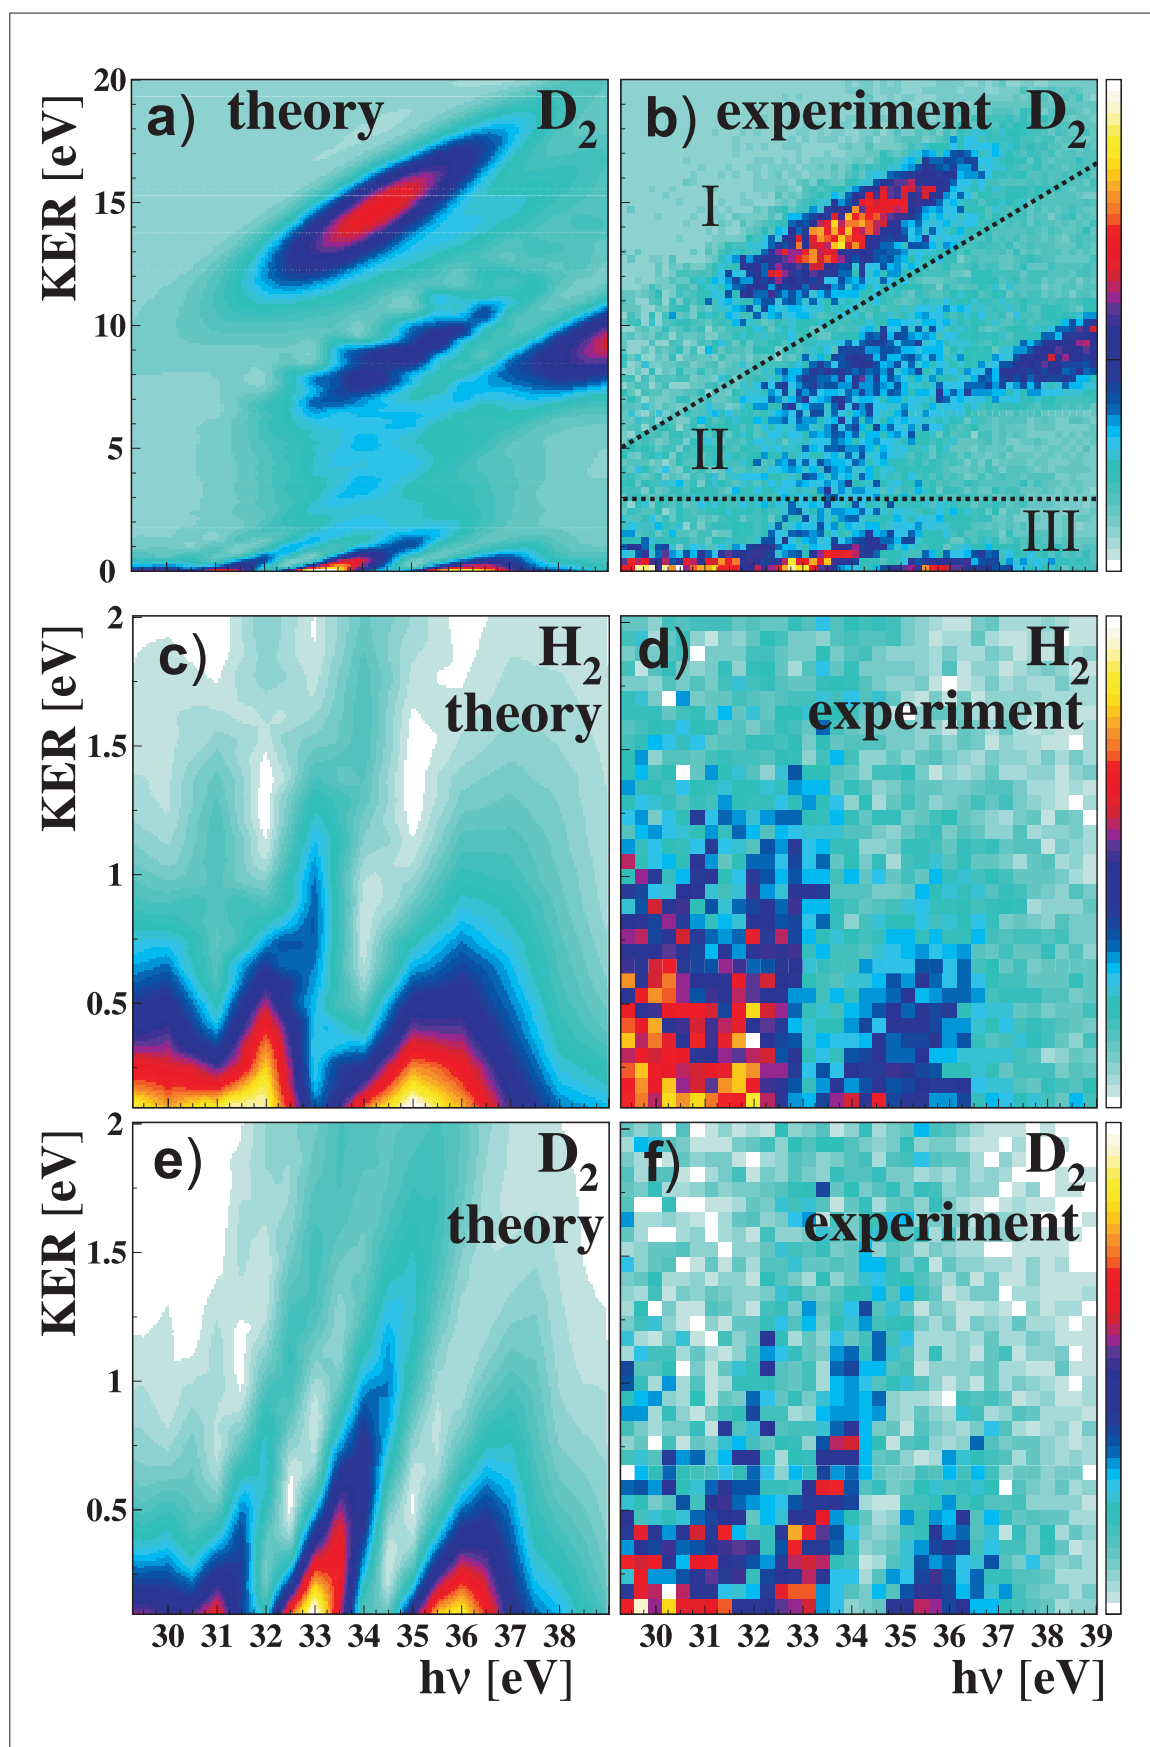 a) theory D2
b) experiment D2
KER [eV]
20
15
10
5
0
I
II
III
c) H2
theory
d) H2
experiment
KER [eV]
2
1.5
1
0.5
e) D2
theory
f) D2
experiment
KER [eV]
2
1.5
1
0.5
30 31 32 33 34 35 36 37 38
30 31 32 33 34 35 36 37 38 39
hν [eV]
hν [eV]